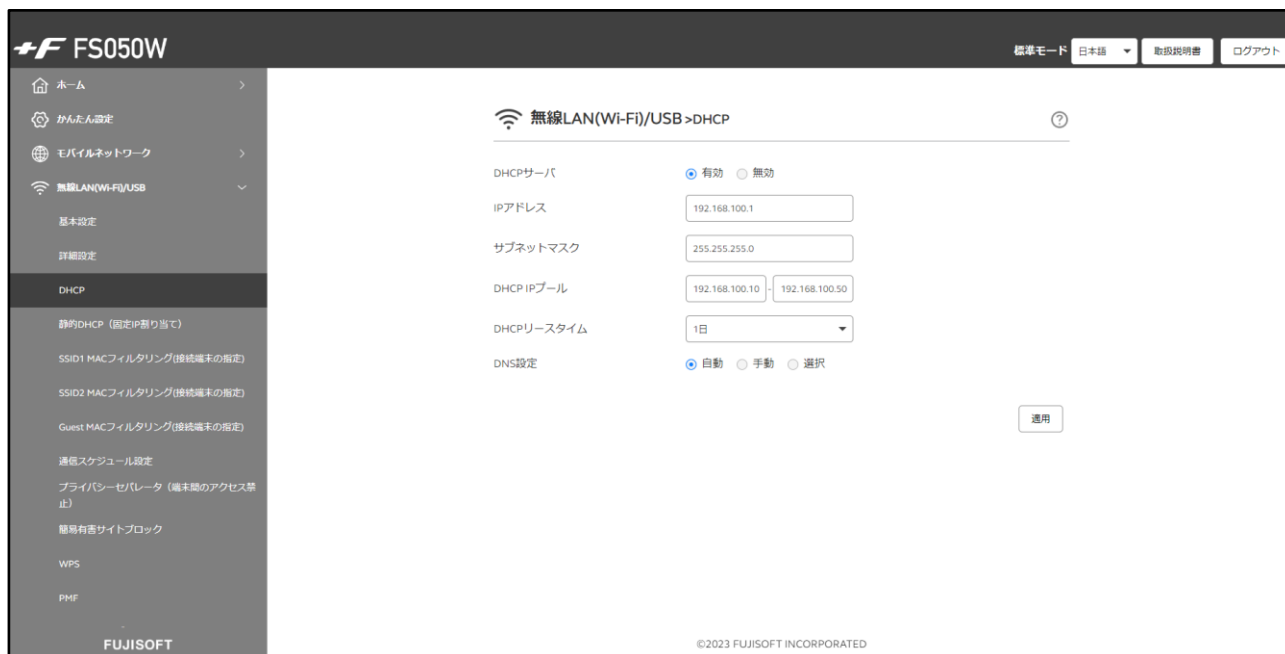 +F FS050W
標準モード 日本語 取扱説明書 ログアウト
ホーム
かんたん設定
モバイルネットワーク
無線LAN(Wi-Fi)/USB
基本設定
詳細設定
DHCP
静的DHCP（固定IP割り当て）
SSID1 MACフィルタリング(接続端末の指定)
SSID2 MACフィルタリング(接続端末の指定)
Guest MACフィルタリング(接続端末の指定)
通信スケジュール設定
プライバシーセパレータ（端末間のアクセス禁
止）
簡易有害サイトブロック
WPS
PMF
FUJISOFT
無線LAN(Wi-Fi)/USB >DHCP
DHCPサーバ 有効 無効
IPアドレス 192.168.100.1
サブネットマスク 255.255.255.0
DHCP IPプール 192.168.100.10 - 192.168.100.50
DHCPリースタイム 1日
DNS設定 自動 手動 選択
適用
©2023 FUJISOFT INCORPORATED